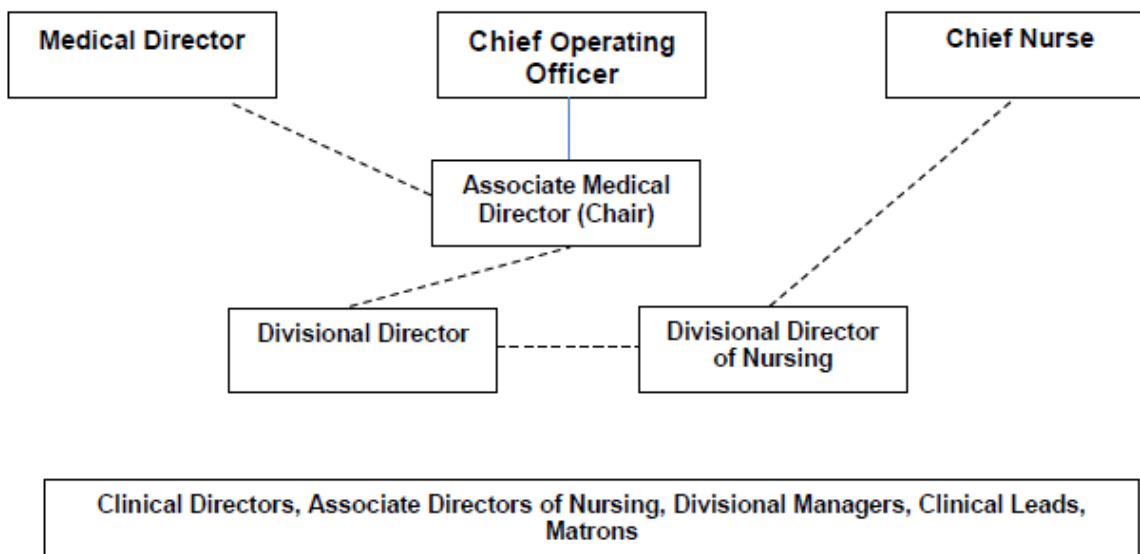 Medical Director
Chief Operating
Officer
Chief Nurse
Associate Medical
Director (Chair)
Divisional Director
Divisional Director
of Nursing
Clinical Directors, Associate Directors of Nursing, Divisional Managers, Clinical Leads,
Matrons